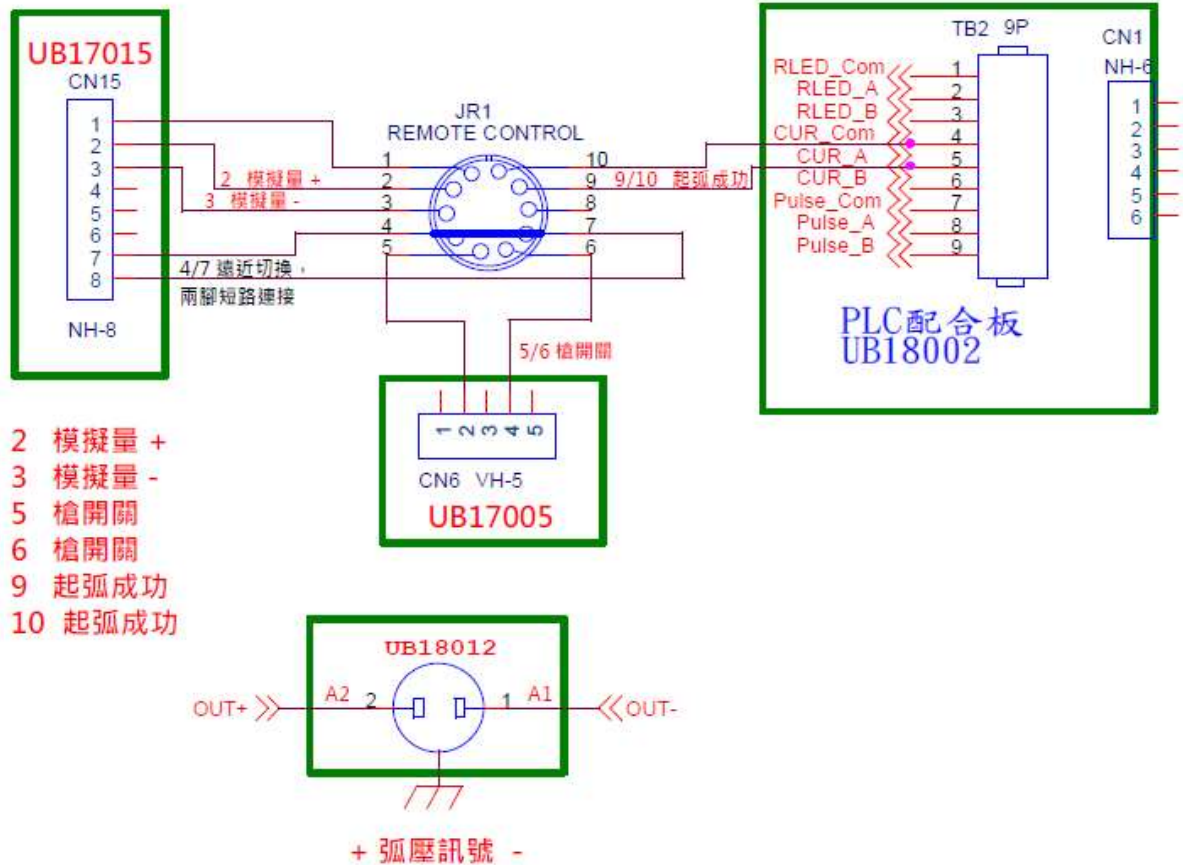 UB17015
CN15
1
2
3
4
5
6
7
8
NH-8
JR1
REMOTE CONTROL
1
2
3
4
5
10
9
8
7
6
2 模擬量 +
3 模擬量 -
4/7 遠近切換，
兩腳短路連接
9/10 起弧成功
5/6 槍開關
TB2 9P
RLED_Com
RLED_A
RLED_B
CUR_Com
CUR_A
CUR_B
Pulse_Com
Pulse_A
Pulse_B
1
2
3
4
5
6
7
8
9
CN1
NH-6
1
2
3
4
5
6
PLC配合板
UB18002
1 2 3 4 5
CN6 VH-5
UB17005
2 模擬量 +
3 模擬量 -
5 槍開關
6 槍開關
9 起弧成功
10 起弧成功
UB18012
OUT+ A2 2 1 A1 OUT-
+ 弧壓訊號 -